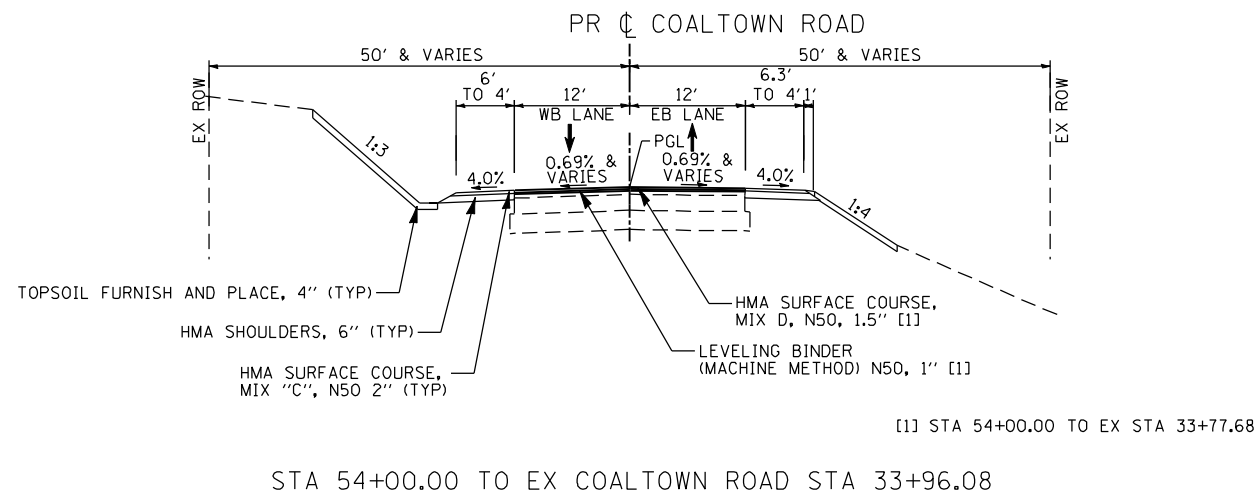 PR ℄ COALTOWN ROAD
50' & VARIES
50' & VARIES
EX ROW
EX ROW
6'
TO 4'
12'
12'
6.3'
TO 4'
1'
WB LANE
EB LANE
PGL
1:3
4.0%
0.69% &
VARIES
0.69% &
VARIES
4.0%
1:4
TOPSOIL FURNISH AND PLACE, 4" (TYP)
HMA SHOULDERS, 6" (TYP)
HMA SURFACE COURSE,
MIX "C", N50 2" (TYP)
HMA SURFACE COURSE,
MIX D, N50, 1.5" [1]
LEVELING BINDER
(MACHINE METHOD) N50, 1" [1]
[1] STA 54+00.00 TO EX STA 33+77.68
STA 54+00.00 TO EX COALTOWN ROAD STA 33+96.08